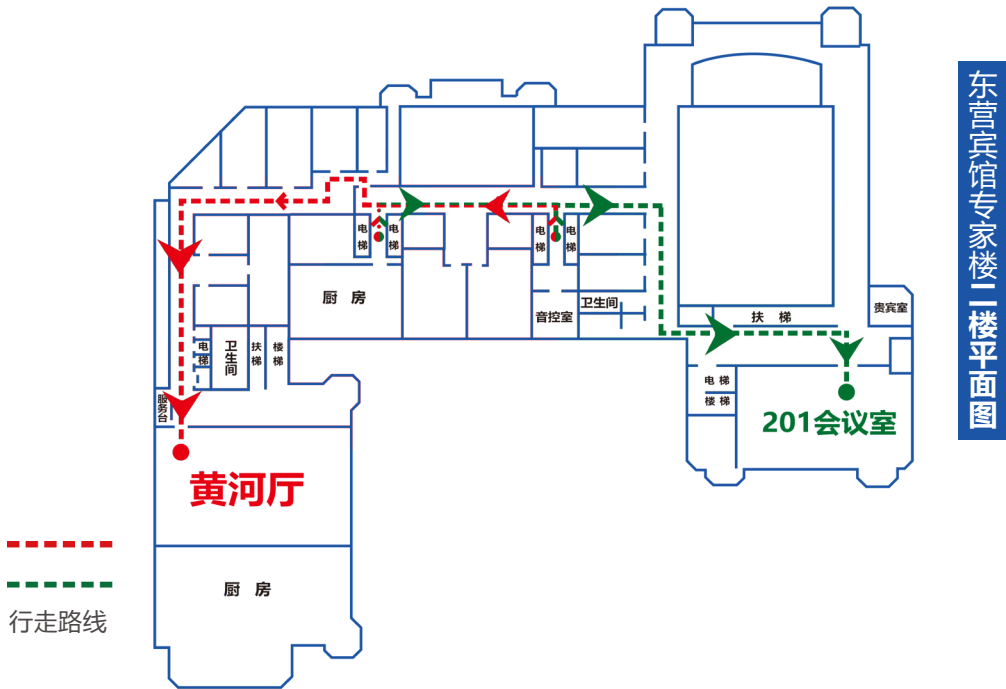 东营宾馆专家楼二楼平面图
电梯
电梯
电梯
电梯
厨 房
音控室
卫生间
扶 梯
贵宾室
电梯
卫生间
扶梯
楼梯
服务台
电 梯
楼 梯
201会议室
黄河厅
厨 房
行走路线